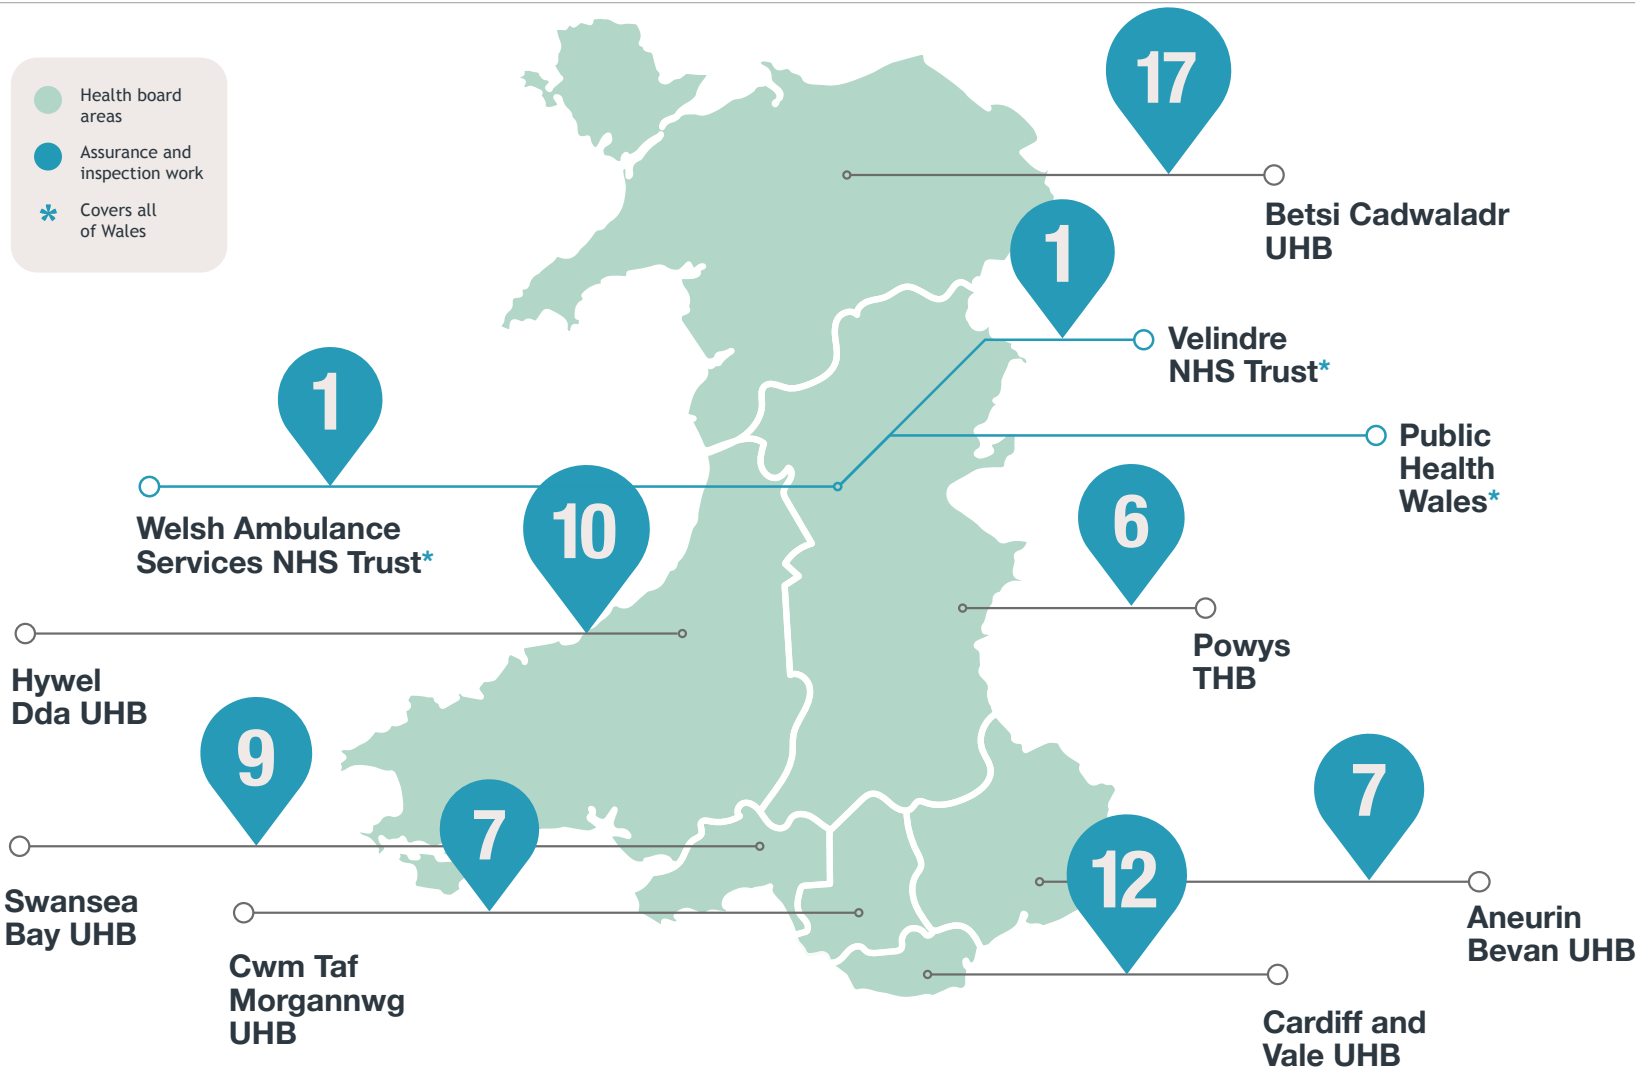 Health board
areas
Assurance and
inspection work
* Covers all
of Wales
17
Betsi Cadwaladr
UHB
1
Velindre
NHS Trust*
Public
Health
Wales*
1
Welsh Ambulance
Services NHS Trust*
10
Hywel
Dda UHB
6
Powys
THB
9
Swansea
Bay UHB
7
Cwm Taf
Morgannwg
UHB
7
Aneurin
Bevan UHB
12
Cardiff and
Vale UHB